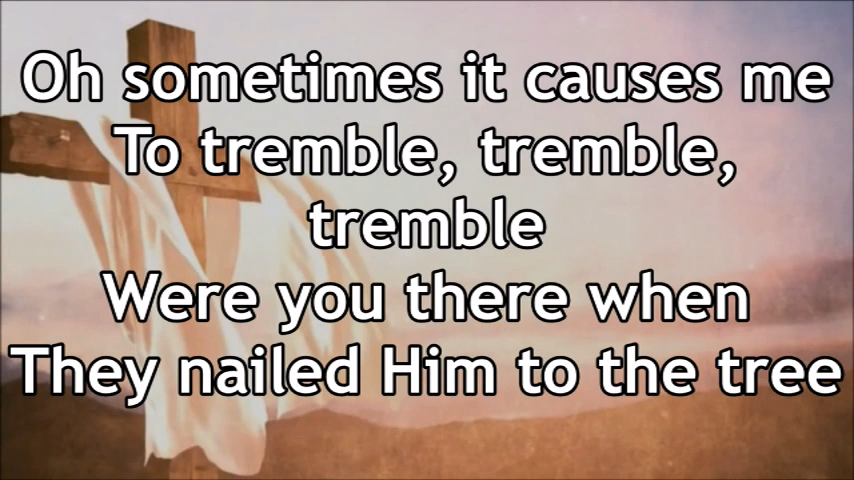 Oh sometimes it causes me
To tremble, tremble,
tremble
Were you there when
They nailed Him to the tree